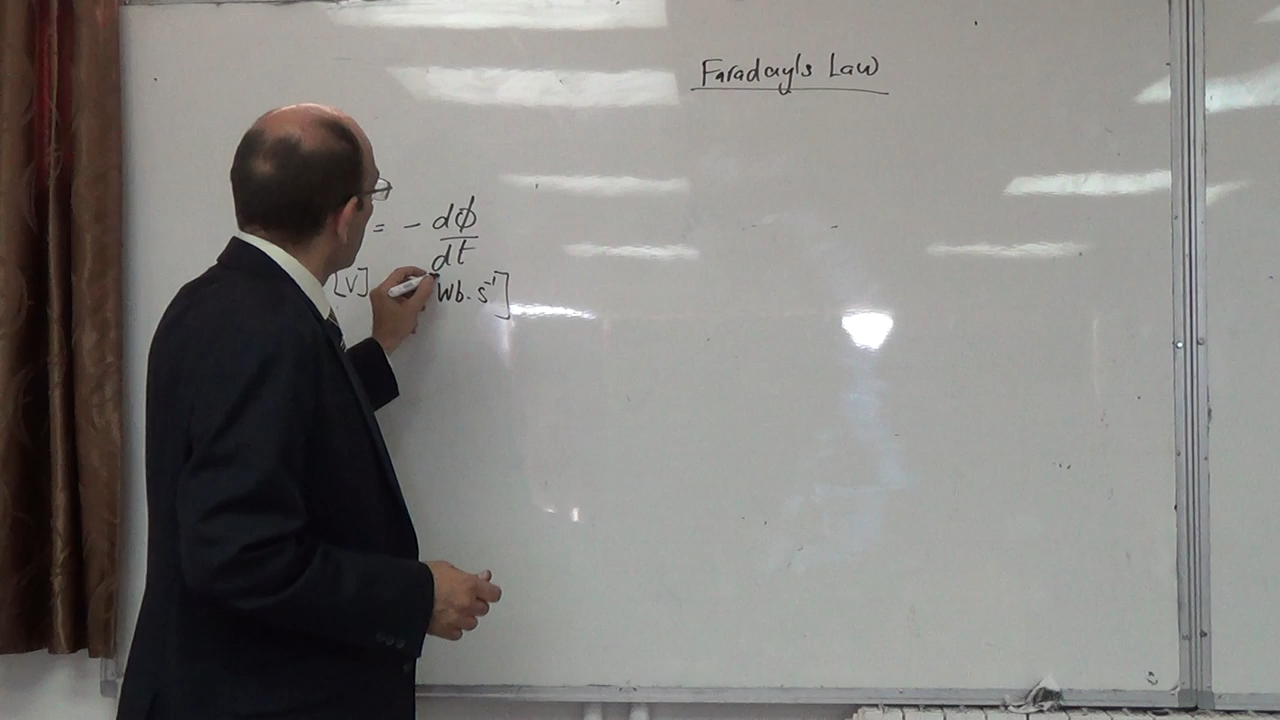 Faraday's Law
= - dϕ
dt
[V] Wb. s⁻¹]